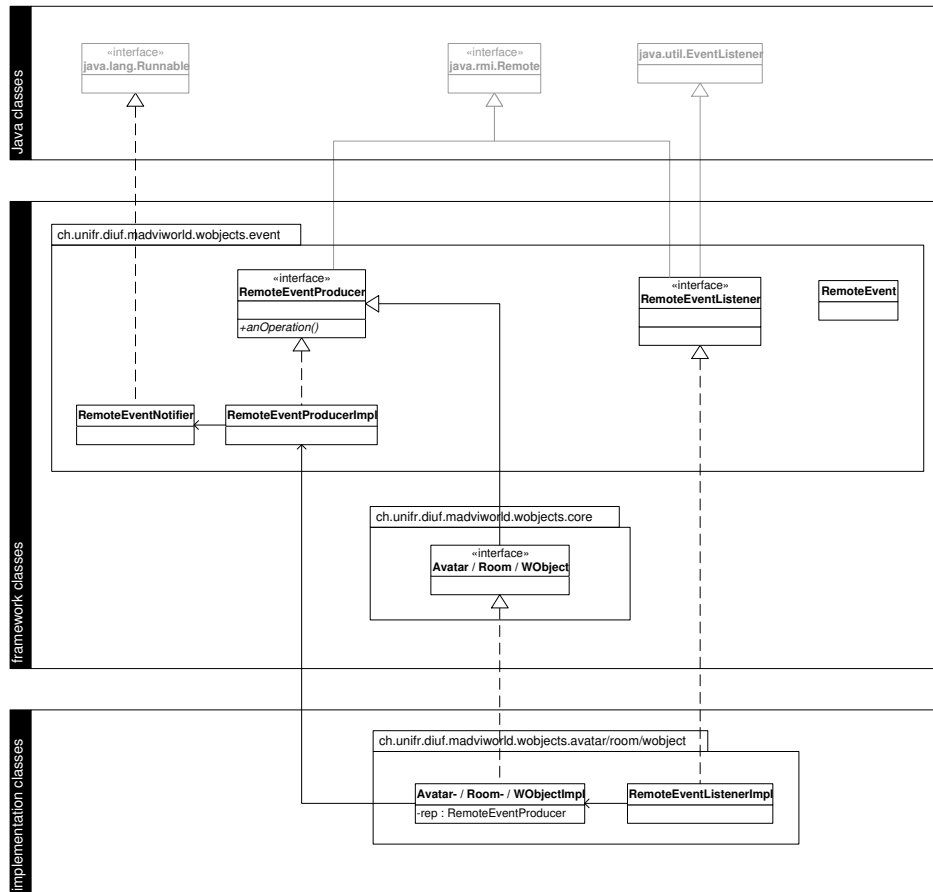 Java classes
«interface»
java.lang.Runnable
«interface»
java.rmi.Remote
java.util.EventListener
framework classes
ch.unifr.diuf.madviworld.wobjects.event
«interface»
RemoteEventProducer
+anOperation()
«interface»
RemoteEventListener
RemoteEvent
RemoteEventNotifier
RemoteEventProducerImpl
ch.unifr.diuf.madviworld.wobjects.core
«interface»
Avatar / Room / WObject
implementation classes
ch.unifr.diuf.madviworld.wobjects.avatar/room/wobject
Avatar- / Room- / WObjectImpl
-rep : RemoteEventProducer
RemoteEventListenerImpl